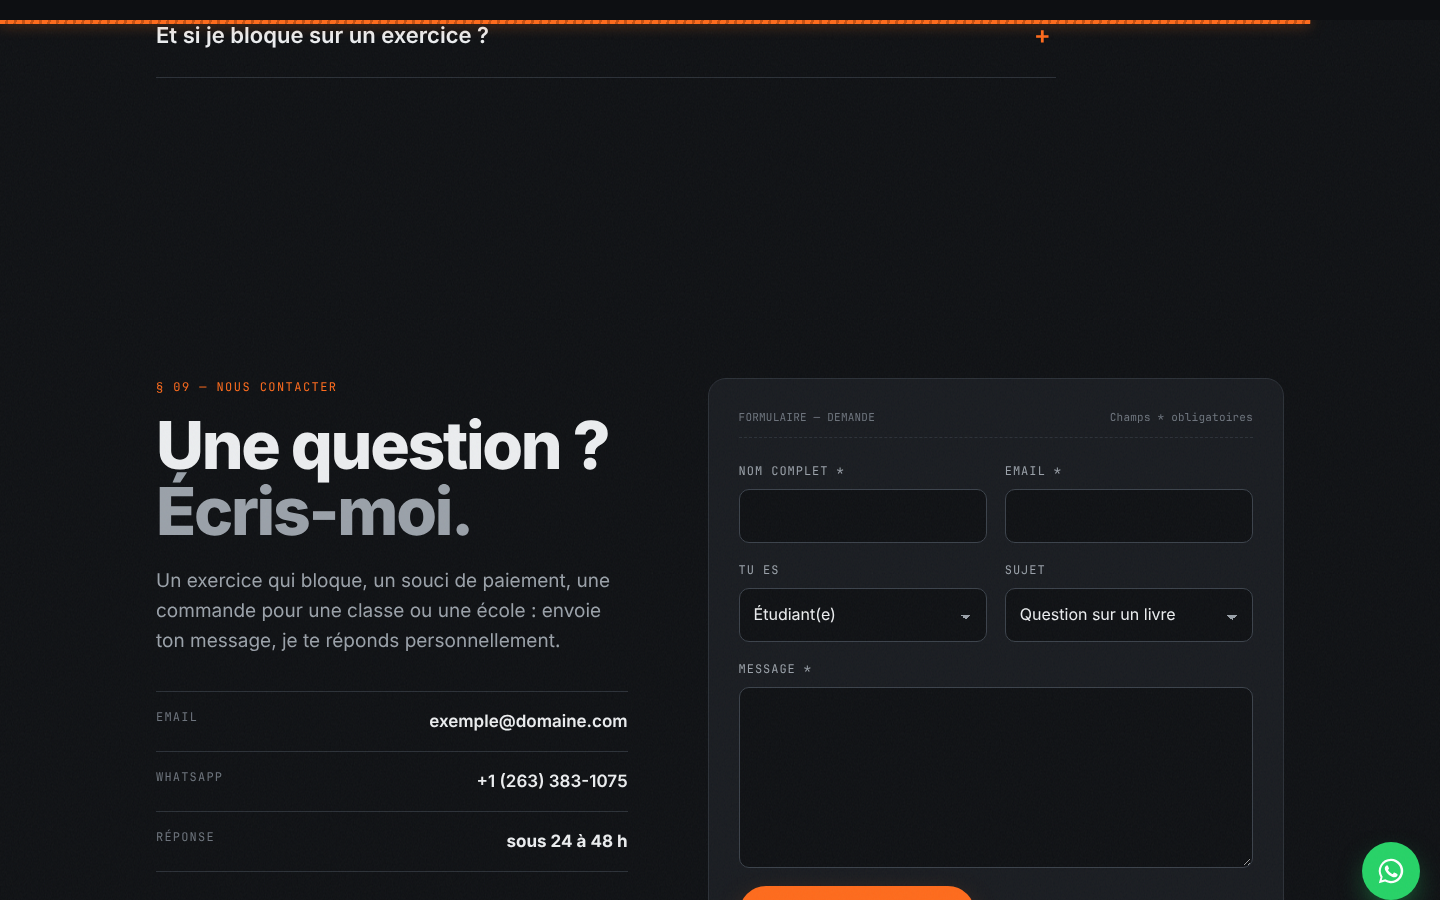 Et si je bloque sur un exercice ?
+
§ 09 — NOUS CONTACTER
Une question ?
Écris-moi.
Un exercice qui bloque, un souci de paiement, une
commande pour une classe ou une école : envoie
ton message, je te réponds personnellement.
EMAIL
exemple@domaine.com
WHATSAPP
+1 (263) 383-1075
RÉPONSE
sous 24 à 48 h
FORMULAIRE — DEMANDE
Champs * obligatoires
NOM COMPLET *
EMAIL *
TU ES
SUJET
Étudiant(e)
Question sur un livre
MESSAGE *